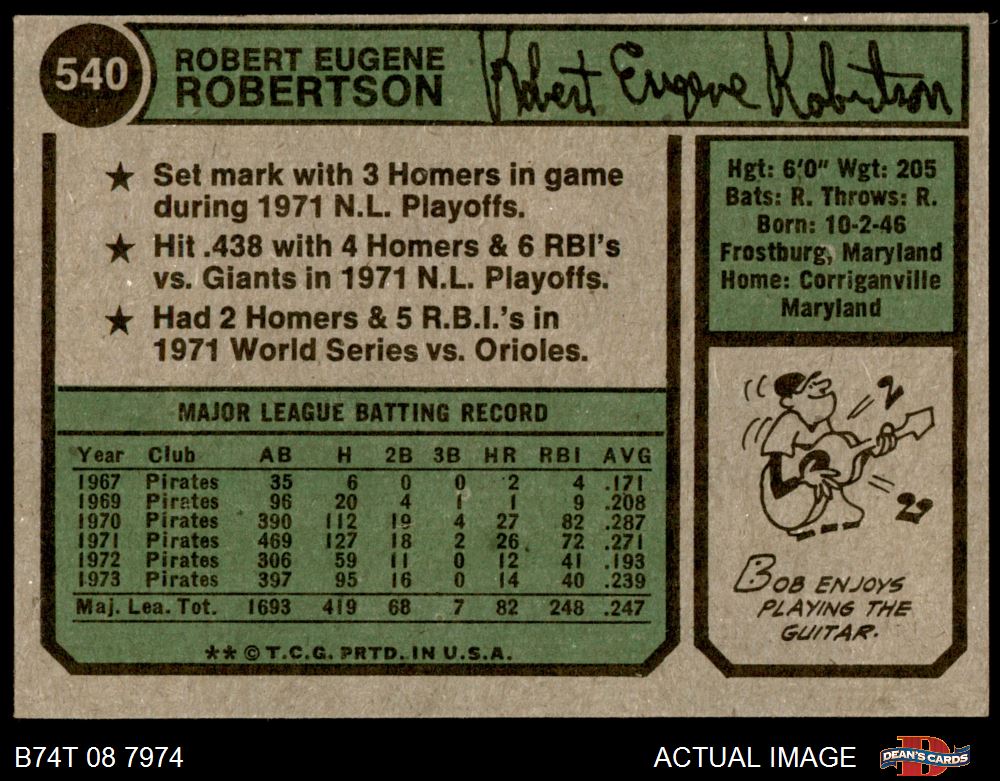 540
ROBERT EUGENE
ROBERTSON
Robert Eugene Robertson
★ Set mark with 3 Homers in game
during 1971 N.L. Playoffs.
★ Hit .438 with 4 Homers & 6 RBI's
vs. Giants in 1971 N.L. Playoffs.
★ Had 2 Homers & 5 R.B.I.'s in
1971 World Series vs. Orioles.
Hgt: 6'0" Wgt: 205
Bats: R. Throws: R.
Born: 10-2-46
Frostburg, Maryland
Home: Corriganville
Maryland
MAJOR LEAGUE BATTING RECORD
Year Club AB H 2B 3B HR RBI AVG
1967 Pirates 35 6 0 0 2 4 .171
1969 Pirates 96 20 4 1 1 9 .208
1970 Pirates 390 112 19 4 27 82 .287
1971 Pirates 469 127 18 2 26 72 .271
1972 Pirates 306 59 11 0 12 41 .193
1973 Pirates 397 95 16 0 14 40 .239
Maj. Lea. Tot. 1693 419 68 7 82 248 .247
** © T.C.G. PRTD. IN U.S.A.
BOB ENJOYS
PLAYING THE
GUITAR.
B74T 08 7974
ACTUAL IMAGE
DEAN'S CARDS